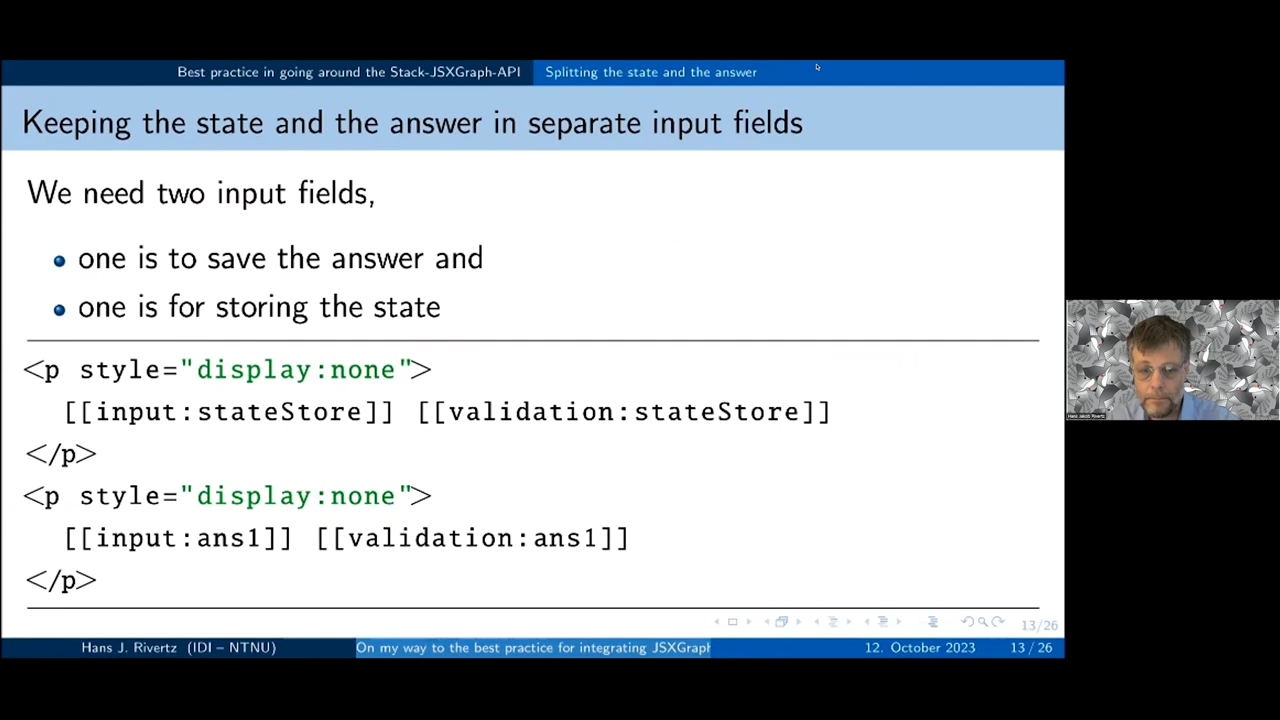 Best practice in going around the Stack-JSXGraph-API Splitting the state and the answer
Keeping the state and the answer in separate input fields
We need two input fields,
one is to save the answer and
one is for storing the state
<p style="display:none">
[[input:stateStore]] [[validation:stateStore]]
</p>
<p style="display:none">
[[input:ans1]] [[validation:ans1]]
</p>
13/26
Hans J. Rivertz (IDI – NTNU) On my way to the best practice for integrating JSXGraph 12. October 2023 13 / 26
Hans Jakob Rivertz